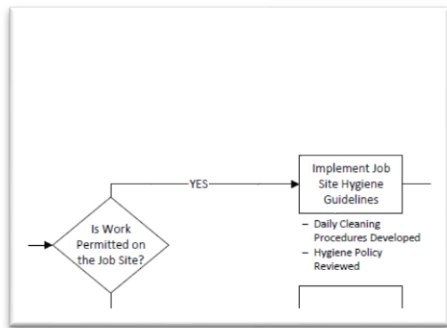 YES
Implement Job
Site Hygiene
Guidelines
Is Work
Permitted on
the Job Site?
– Daily Cleaning
Procedures Developed
– Hygiene Policy
Reviewed